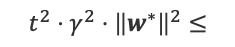 t² · γ² · ||w*||² ≤